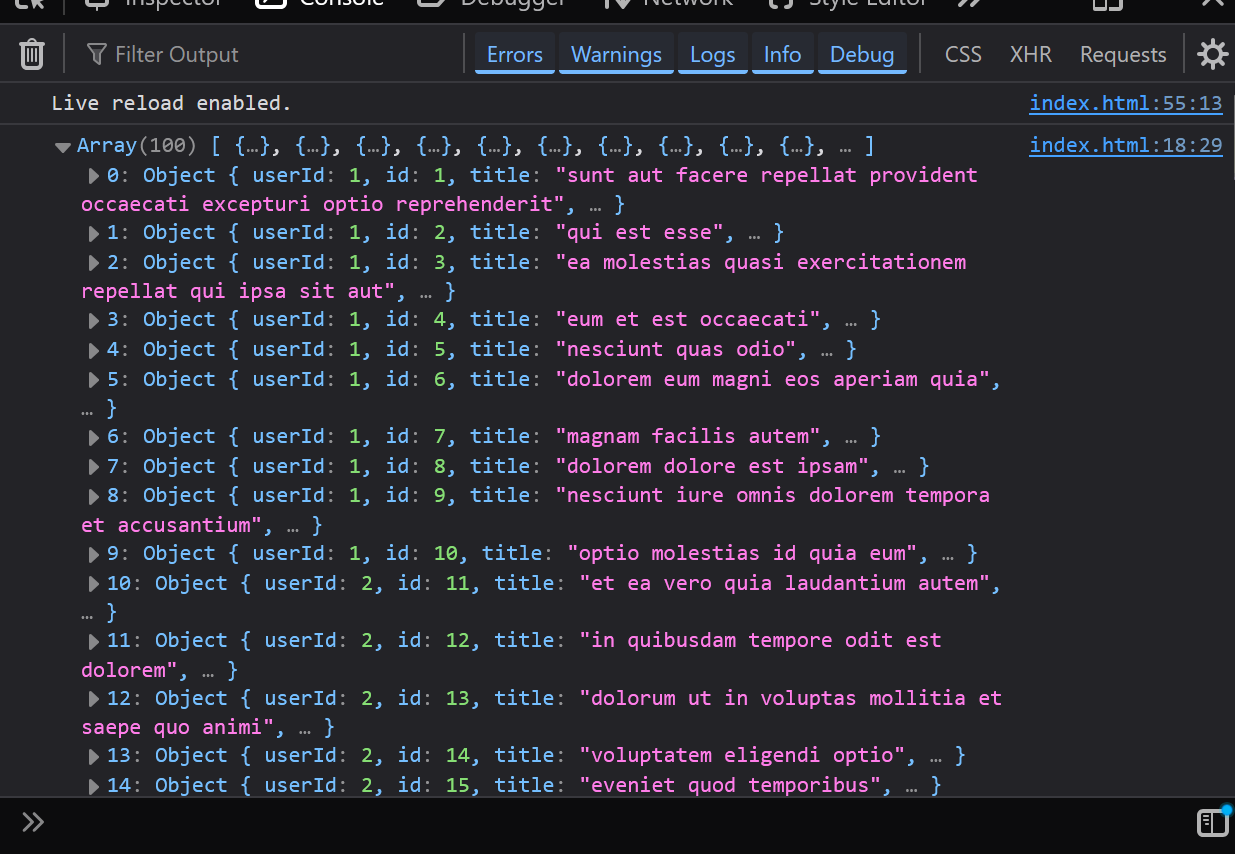 Inspector Console Debugger Network Style Editor
Filter Output Errors Warnings Logs Info Debug CSS XHR Requests
Live reload enabled. index.html:55:13
Array(100) [ {…}, {…}, {…}, {…}, {…}, {…}, {…}, {…}, {…}, {…}, … ] index.html:18:29
0: Object { userId: 1, id: 1, title: "sunt aut facere repellat provident
occaecati excepturi optio reprehenderit", … }
1: Object { userId: 1, id: 2, title: "qui est esse", … }
2: Object { userId: 1, id: 3, title: "ea molestias quasi exercitationem
repellat qui ipsa sit aut", … }
3: Object { userId: 1, id: 4, title: "eum et est occaecati", … }
4: Object { userId: 1, id: 5, title: "nesciunt quas odio", … }
5: Object { userId: 1, id: 6, title: "dolorem eum magni eos aperiam quia",
… }
6: Object { userId: 1, id: 7, title: "magnam facilis autem", … }
7: Object { userId: 1, id: 8, title: "dolorem dolore est ipsam", … }
8: Object { userId: 1, id: 9, title: "nesciunt iure omnis dolorem tempora
et accusantium", … }
9: Object { userId: 1, id: 10, title: "optio molestias id quia eum", … }
10: Object { userId: 2, id: 11, title: "et ea vero quia laudantium autem",
… }
11: Object { userId: 2, id: 12, title: "in quibusdam tempore odit est
dolorem", … }
12: Object { userId: 2, id: 13, title: "dolorum ut in voluptas mollitia et
saepe quo animi", … }
13: Object { userId: 2, id: 14, title: "voluptatem eligendi optio", … }
14: Object { userId: 2, id: 15, title: "eveniet quod temporibus", … }